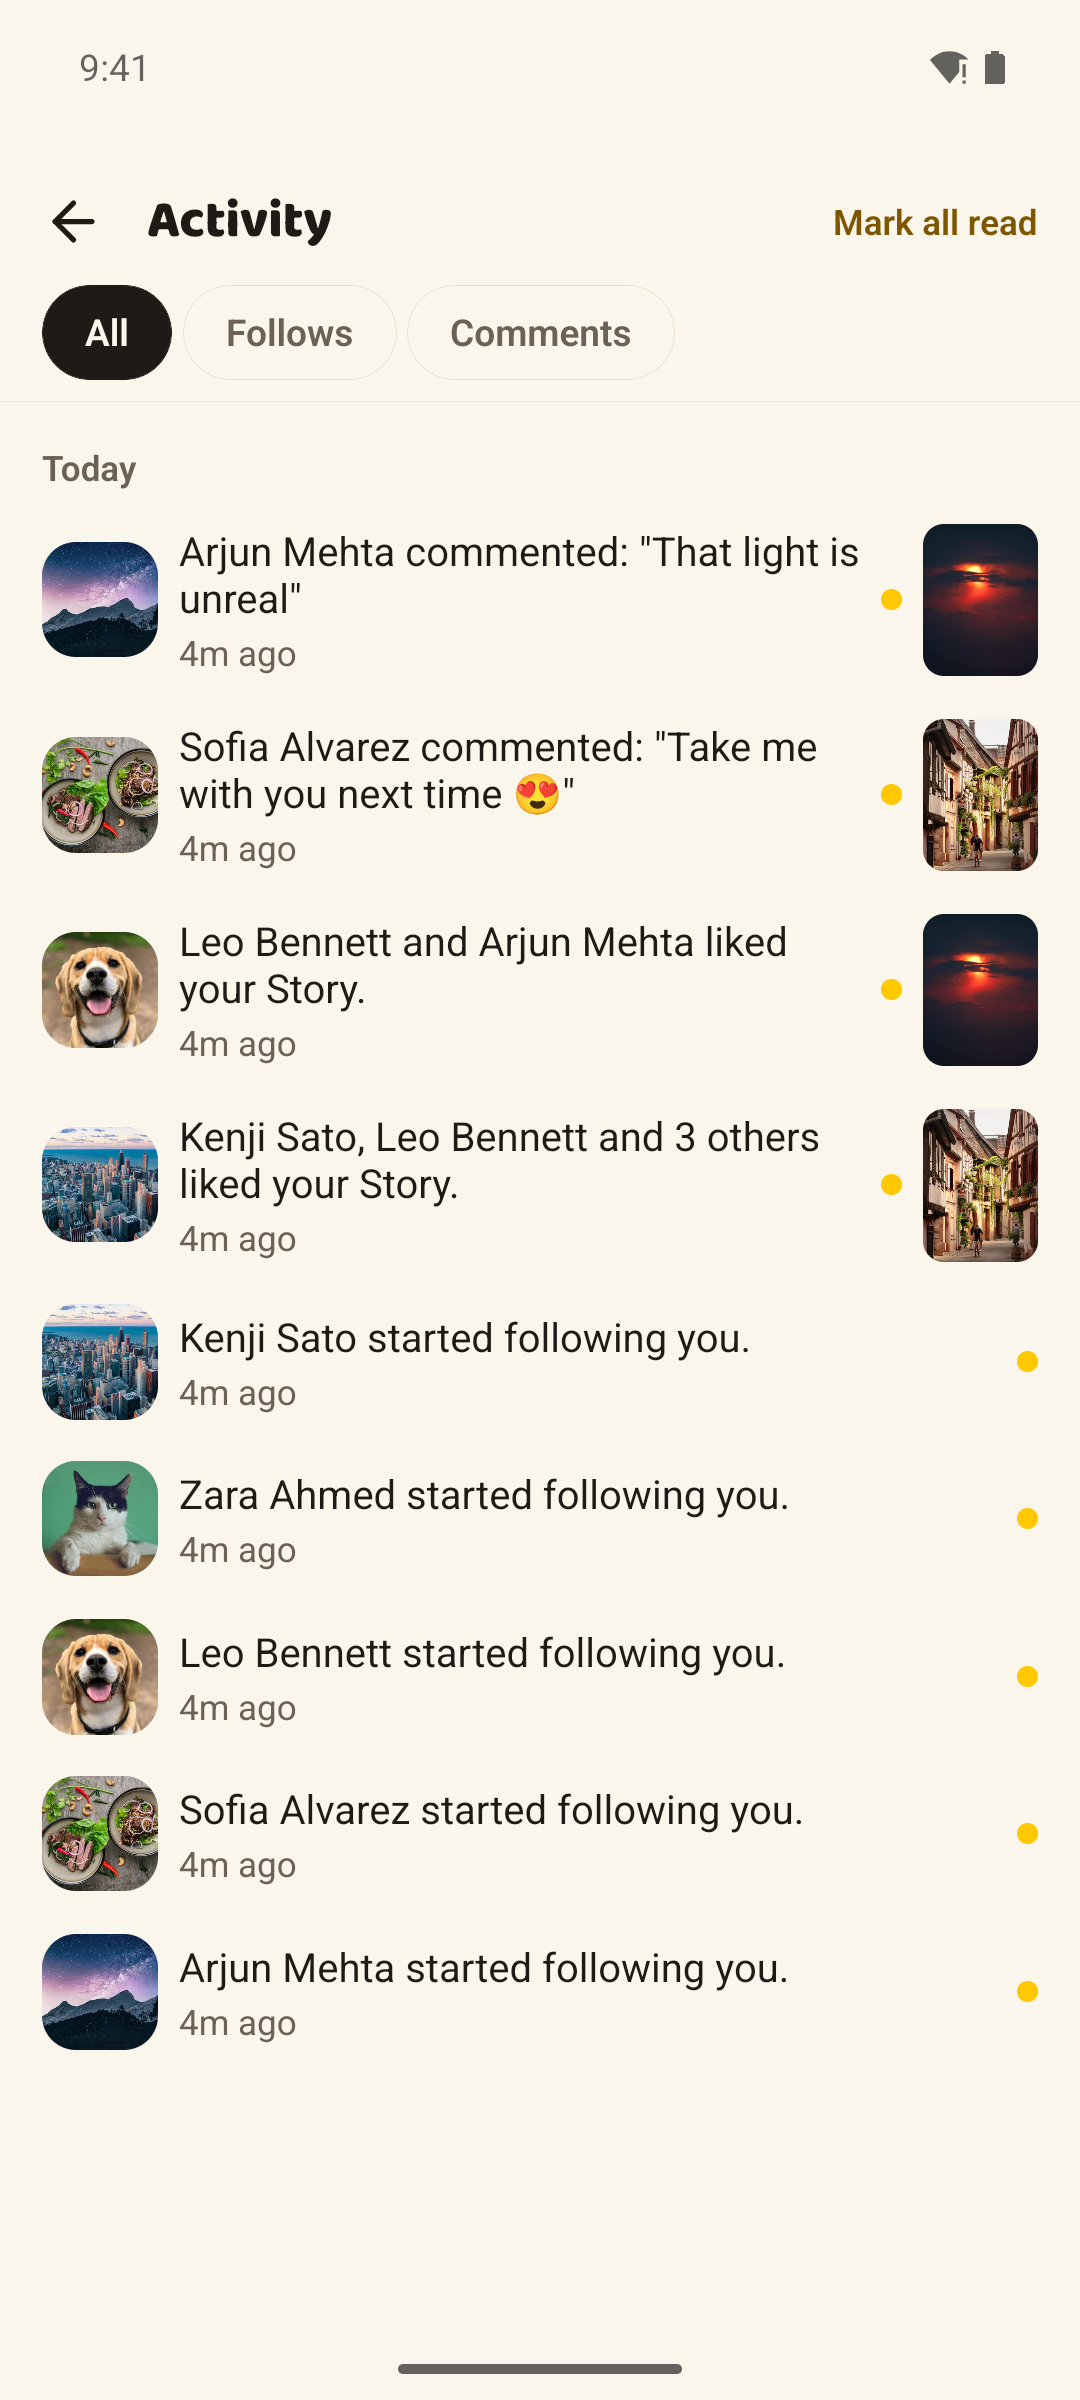 9:41
Activity
Mark all read
All
Follows
Comments
Today
Arjun Mehta commented: "That light is
unreal"
4m ago
Sofia Alvarez commented: "Take me
with you next time 😍"
4m ago
Leo Bennett and Arjun Mehta liked
your Story.
4m ago
Kenji Sato, Leo Bennett and 3 others
liked your Story.
4m ago
Kenji Sato started following you.
4m ago
Zara Ahmed started following you.
4m ago
Leo Bennett started following you.
4m ago
Sofia Alvarez started following you.
4m ago
Arjun Mehta started following you.
4m ago